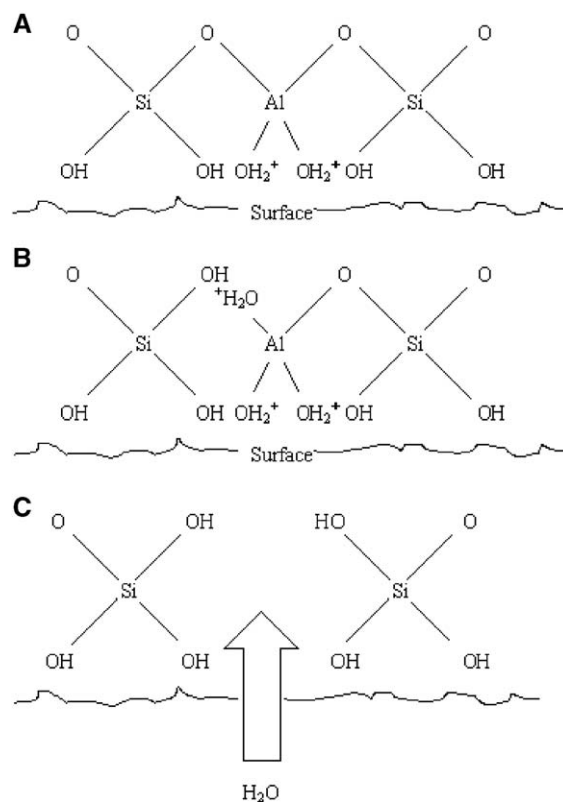 A
O O O O
Si Al Si
OH OH OH₂⁺ OH₂⁺ OH OH
Surface
B
O OH ⁺H₂O O O
Si Al Si
OH OH OH₂⁺ OH₂⁺ OH OH
Surface
C
O OH HO O
Si Si
OH OH OH OH
H₂O